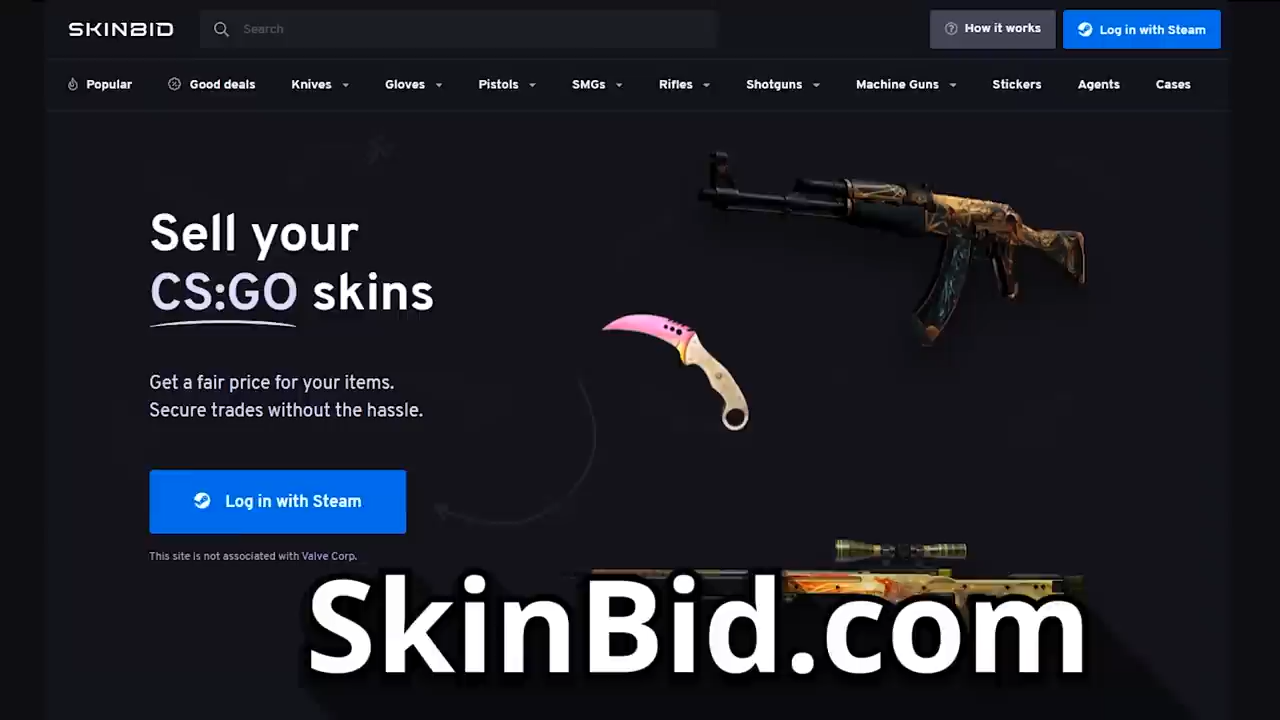 SKINBID
Search
How it works
Log in with Steam
Popular
Good deals
Knives
Gloves
Pistols
SMGs
Rifles
Shotguns
Machine Guns
Stickers
Agents
Cases
Sell your
CS:GO skins
Get a fair price for your items.
Secure trades without the hassle.
Log in with Steam
This site is not associated with Valve Corp.
SkinBid.com